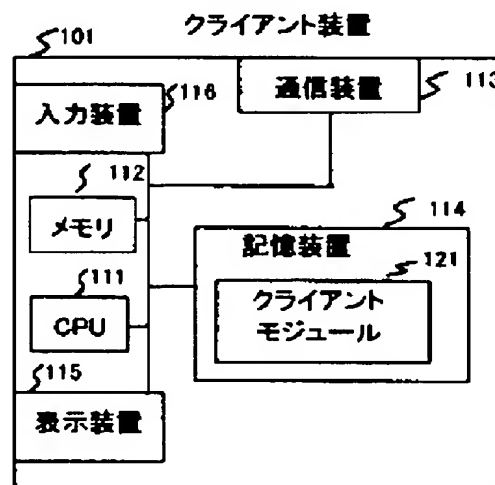 クライアント装置
101
116
入力装置
通信装置
113
112
メモリ
114
記憶装置
121
クライアント
モジュール
111
CPU
115
表示装置